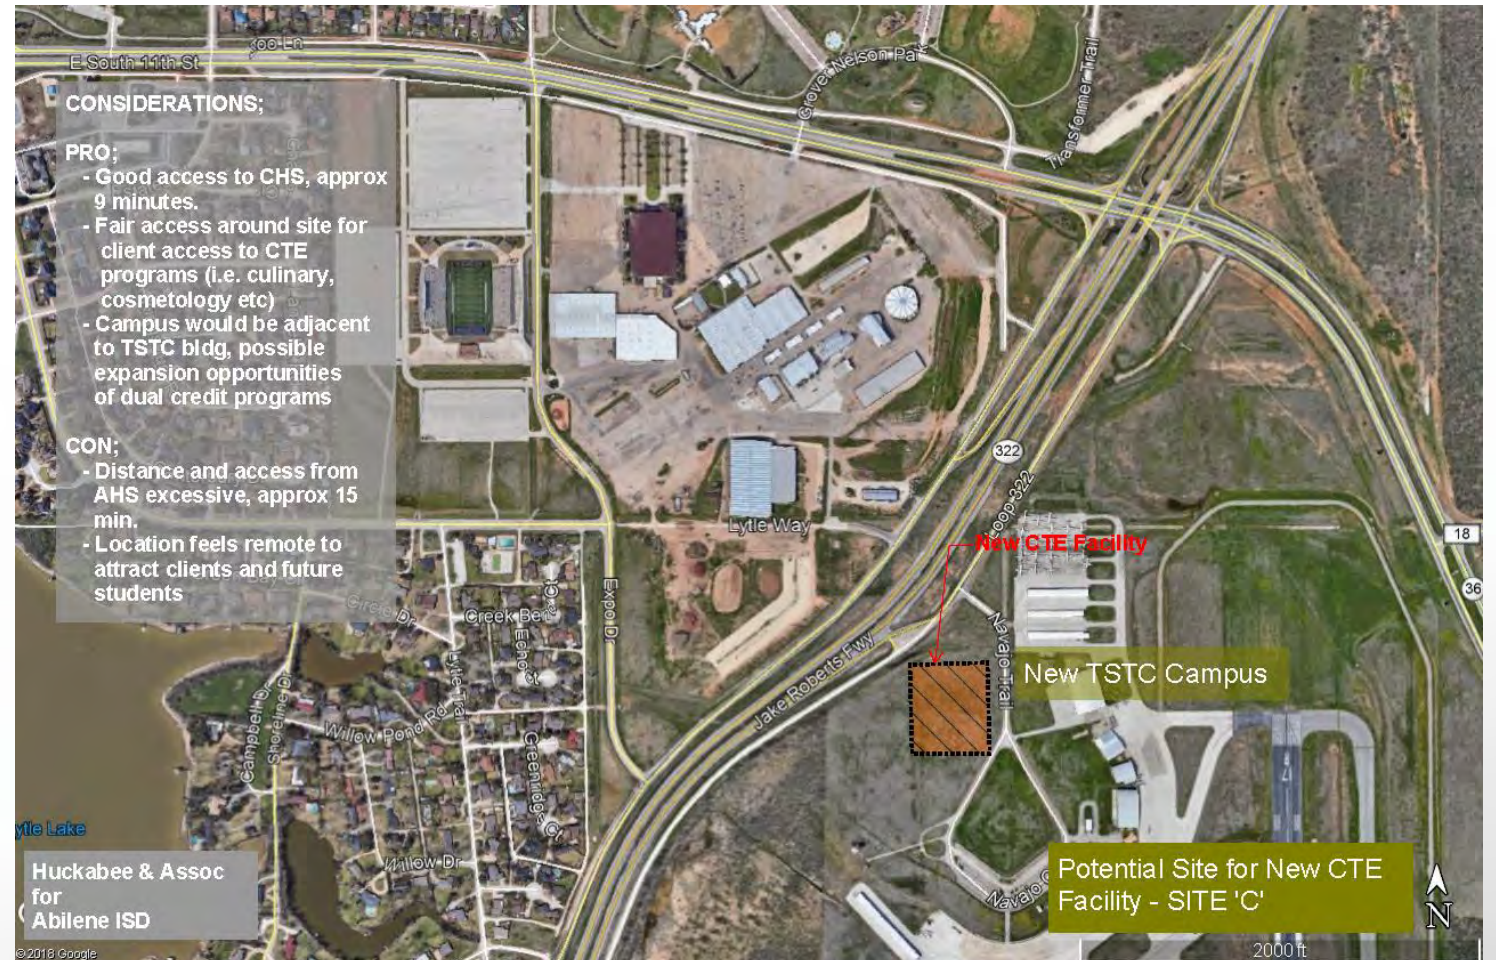 E South 11th St
CONSIDERATIONS;
PRO;
- Good access to CHS, approx
9 minutes.
- Fair access around site for
client access to CTE
programs (i.e. culinary,
cosmetology etc)
- Campus would be adjacent
to TSTC bldg, possible
expansion opportunities
of dual credit programs
CON;
- Distance and access from
AHS excessive, approx 15
min.
- Location feels remote to
attract clients and future
students
Grover Nelson Park
Transformer Trail
322
Loop 322
Lytle Way
New CTE Facility
18
36
Expo Dr
Circle Dr
Creek Ben
Echo Ct
Lytle Trail
Navajo Trail
New TSTC Campus
Jake Roberts Fwy
Campbell Dr
Shoreline Dr
Willow Pond Rd
Greenridge Ct
Willow Dr
ytle Lake
Huckabee & Assoc
for
Abilene ISD
Potential Site for New CTE
Facility - SITE 'C'
Navajo
N
2000 ft
©2018 Google